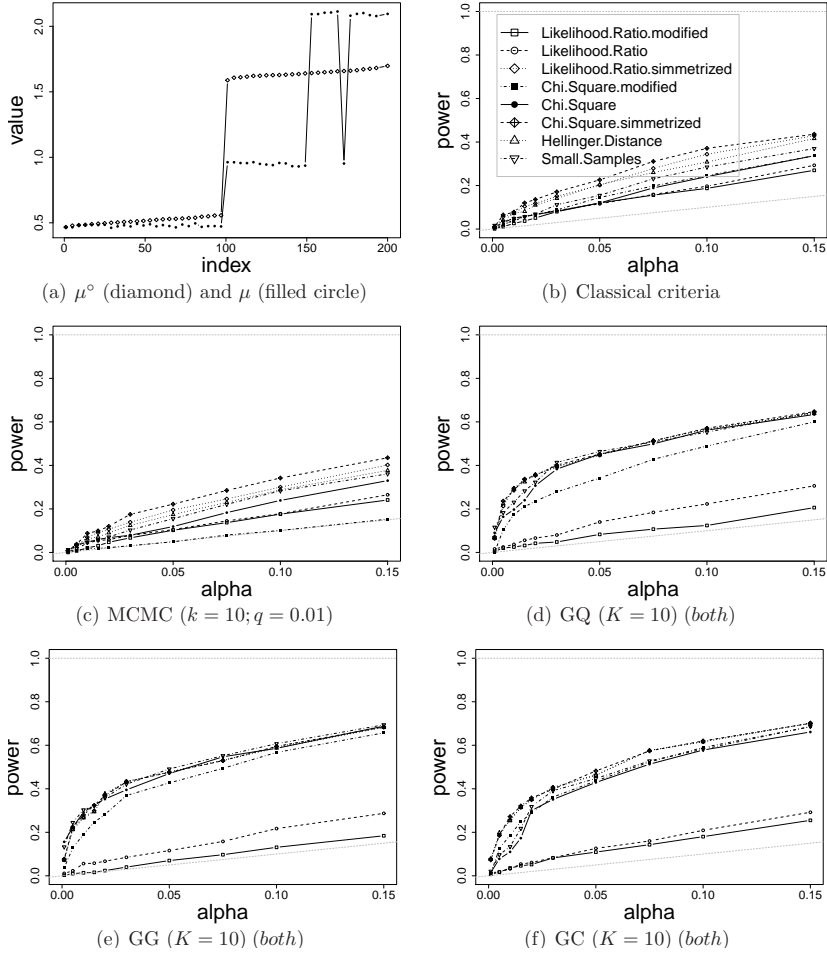 value
2.0
1.5
1.0
0.5
0
50
100
150
200
index
(a) μ° (diamond) and μ (filled circle)
power
1.0
0.8
0.6
0.4
0.2
0.0
Likelihood.Ratio.modified
Likelihood.Ratio
Likelihood.Ratio.simmetrized
Chi.Square.modified
Chi.Square
Chi.Square.simmetrized
Hellinger.Distance
Small.Samples
0.00
0.05
0.10
0.15
alpha
(b) Classical criteria
power
1.0
0.8
0.6
0.4
0.2
0.0
0.00
0.05
0.10
0.15
alpha
(c) MCMC (k = 10; q = 0.01)
power
1.0
0.8
0.6
0.4
0.2
0.0
0.00
0.05
0.10
0.15
alpha
(d) GQ (K = 10) (both)
power
1.0
0.8
0.6
0.4
0.2
0.0
0.00
0.05
0.10
0.15
alpha
(e) GG (K = 10) (both)
power
1.0
0.8
0.6
0.4
0.2
0.0
0.00
0.05
0.10
0.15
alpha
(f) GC (K = 10) (both)